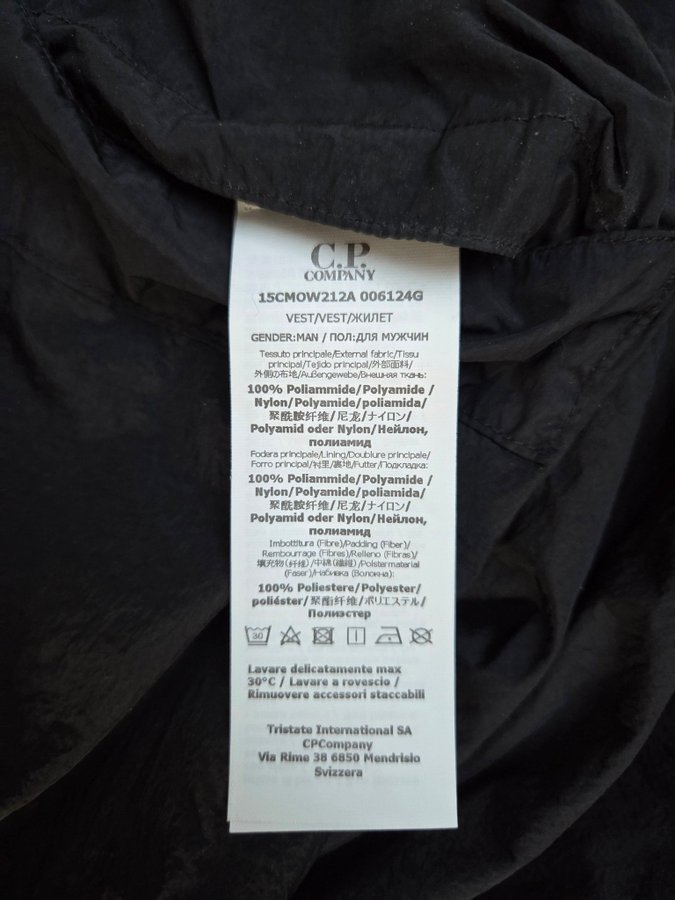 C.P.
COMPANY
15CMOW212A 006124G
VEST/VEST/ЖИЛЕТ
GENDER:MAN / ПОЛ:ДЛЯ МУЖЧИН
Tessuto principale/External fabric/Tissu
principal/Tejido principal/外部面料/
外側の布地/Außengewebe/Внешняя ткань:
100% Poliammide/Polyamide /
Nylon/Polyamide/poliamida/
聚酰胺纤维/尼龙/ナイロン/
Polyamid oder Nylon/Нейлон,
полиамид
Fodera principale/Lining/Doublure principale/
Forro principal/衬里/裏地/Futter/Подкладка:
100% Poliammide/Polyamide /
Nylon/Polyamide/poliamida/
聚酰胺纤维/尼龙/ナイロン/
Polyamid oder Nylon/Нейлон,
полиамид
Imbottitura (Fibre)/Padding (Fiber)/
Rembourrage (Fibres)/Relleno (Fibras)/
填充物(纤维)/中綿(繊維)/Polstermaterial
(Faser)/Набивка (Волокна):
100% Poliestere/Polyester/
poliéster/聚酯纤维/ポリエステル/
Полиэстер
30
Lavare delicatamente max
30°C / Lavare a rovescio /
Rimuovere accessori staccabili
Tristate International SA
CPCompany
Via Rime 38 6850 Mendrisio
Svizzera